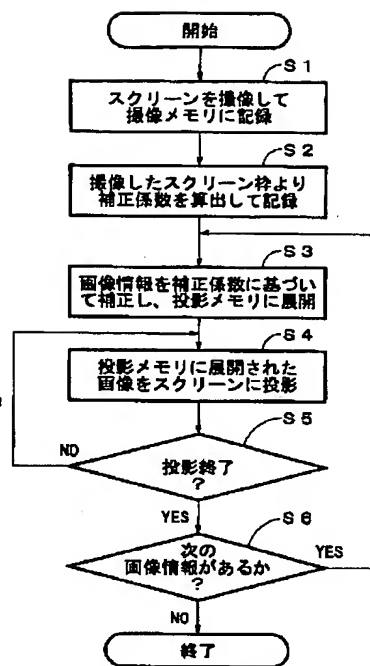 開始
S1
スクリーンを撮像して
撮像メモリに記録
S2
撮像したスクリーン枠より
補正係数を算出して記録
S3
画像情報を補正係数に基づい
て補正し、投影メモリに展開
S4
投影メモリに展開された
画像をスクリーンに投影
S5
投影終了
?
NO
YES
S6
次の
画像情報があるか
?
YES
NO
終了